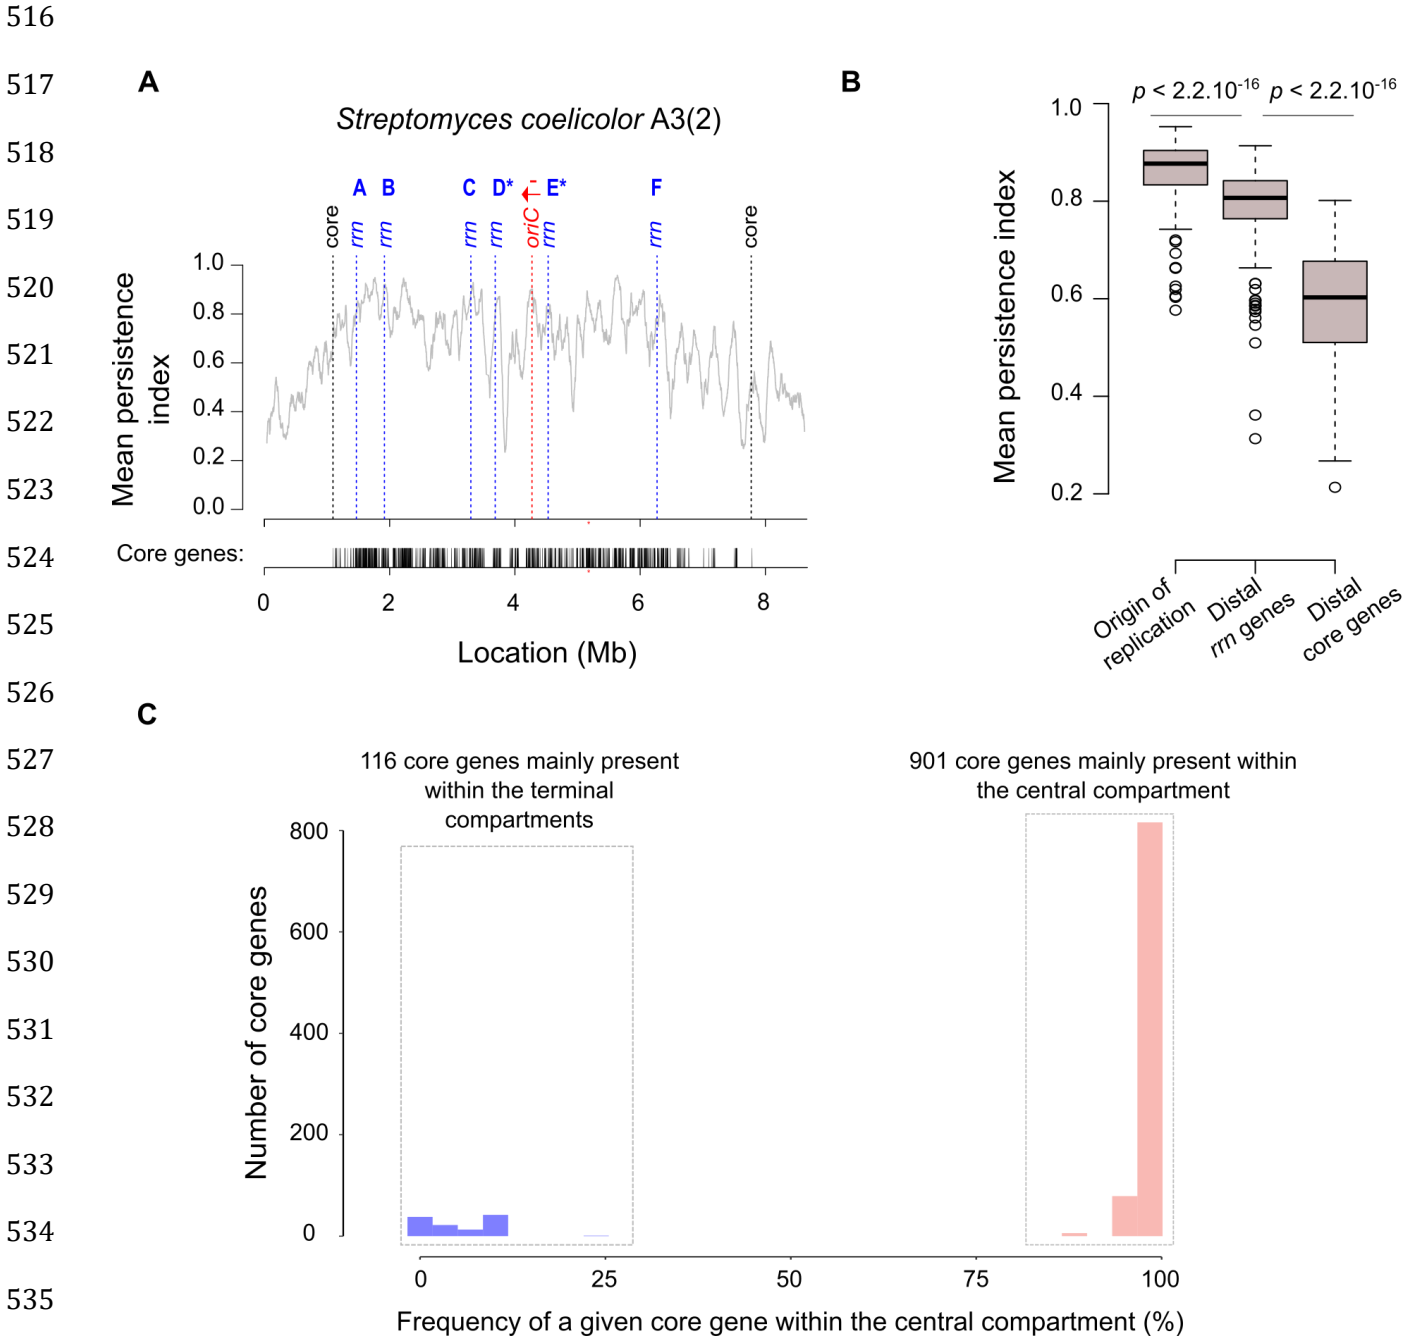 516
517
518
519
520
521
522
523
524
525
526
527
528
529
530
531
532
533
534
535
A
Streptomyces coelicolor A3(2)
A B C D* - E* F
core rrn rrn rrn rrn oriC rrn rrn core
Mean persistence
index
1.0
0.8
0.6
0.4
0.2
0.0
Core genes:
0 2 4 6 8
Location (Mb)
B
p < 2.2.10-16 p < 2.2.10-16
Mean persistence index
1.0
0.8
0.6
0.4
0.2
Origin of
replication
Distal
rrn genes
Distal
core genes
C
116 core genes mainly present
within the terminal
compartments
901 core genes mainly present within
the central compartment
Number of core genes
800
600
400
200
0
0 25 50 75 100
Frequency of a given core gene within the central compartment (%)